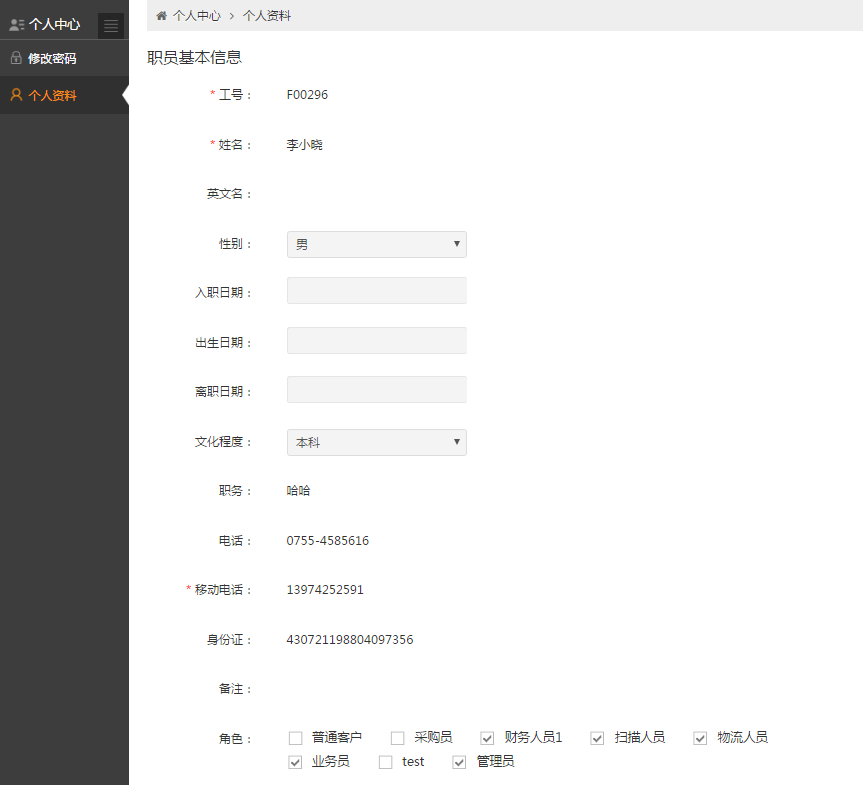 个人中心
修改密码
个人资料
个人中心 › 个人资料
职员基本信息
* 工号： F00296
* 姓名： 李小晓
英文名：
性别： 男
入职日期：
出生日期：
离职日期：
文化程度： 本科
职务： 哈哈
电话： 0755-4585616
* 移动电话： 13974252591
身份证： 430721198804097356
备注：
角色： 普通客户 采购员 财务人员1 扫描人员 物流人员
业务员 test 管理员